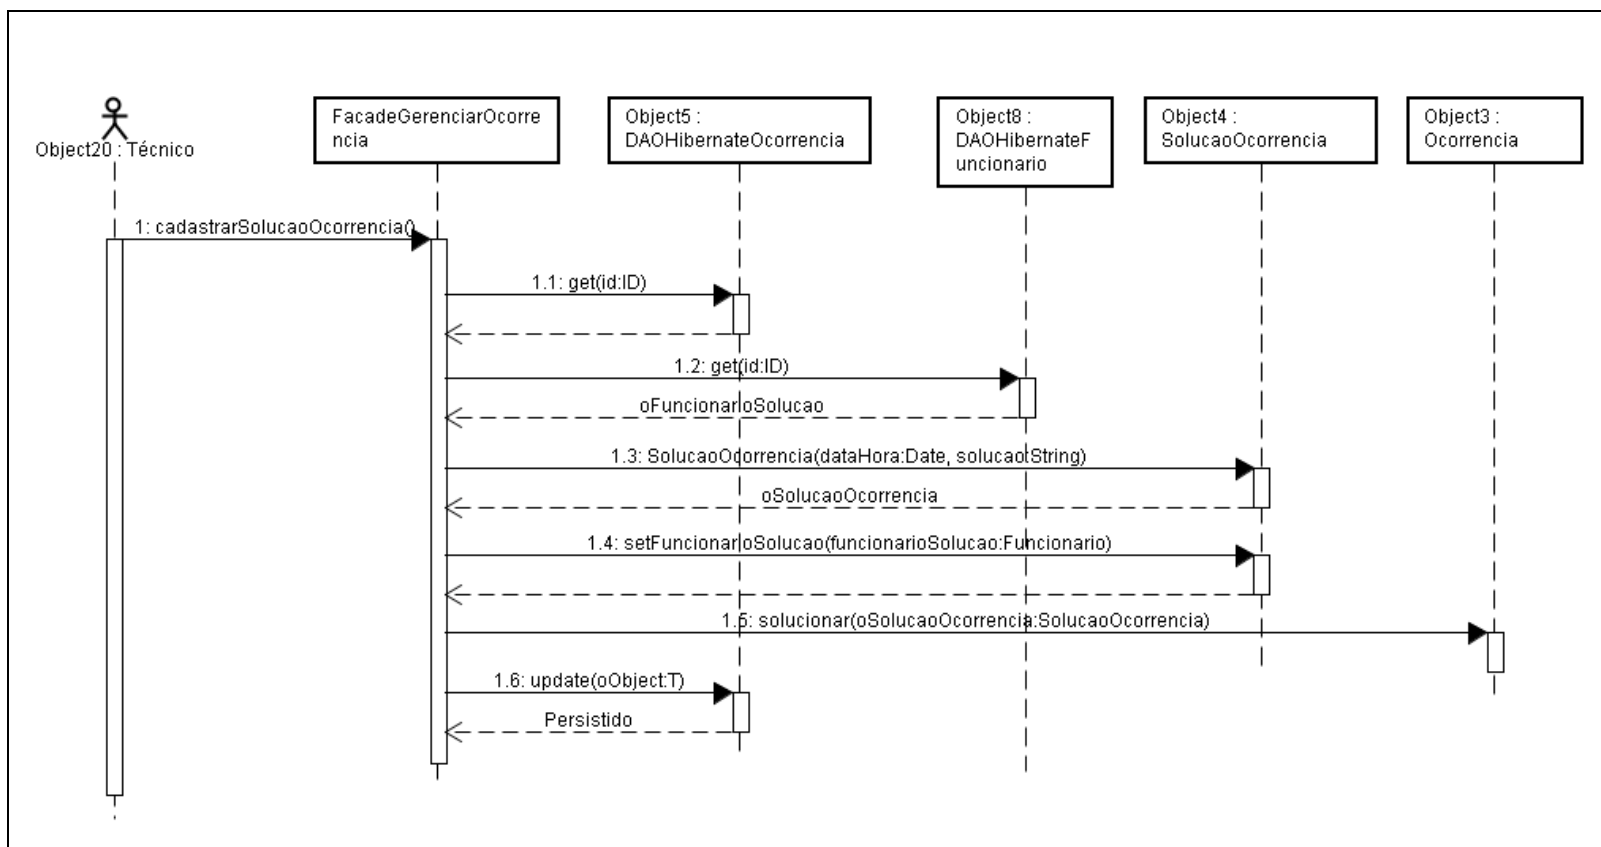 Object20 : Técnico
FacadeGerenciarOcorre
ncia
Object5 :
DAOHibernateOcorrencia
Object8 :
DAOHibernateF
uncionario
Object4 :
SolucaoOcorrencia
Object3 :
Ocorrencia
1: cadastrarSolucaoOcorrencia()
1.1: get(id:ID)
1.2: get(id:ID)
oFuncionarioSolucao
1.3: SolucaoOcorrencia(dataHora:Date, solucao:String)
oSolucaoOcorrencia
1.4: setFuncionarioSolucao(funcionarioSolucao:Funcionario)
1.5: solucionar(oSolucaoOcorrencia:SolucaoOcorrencia)
1.6: update(oObject:T)
Persistido